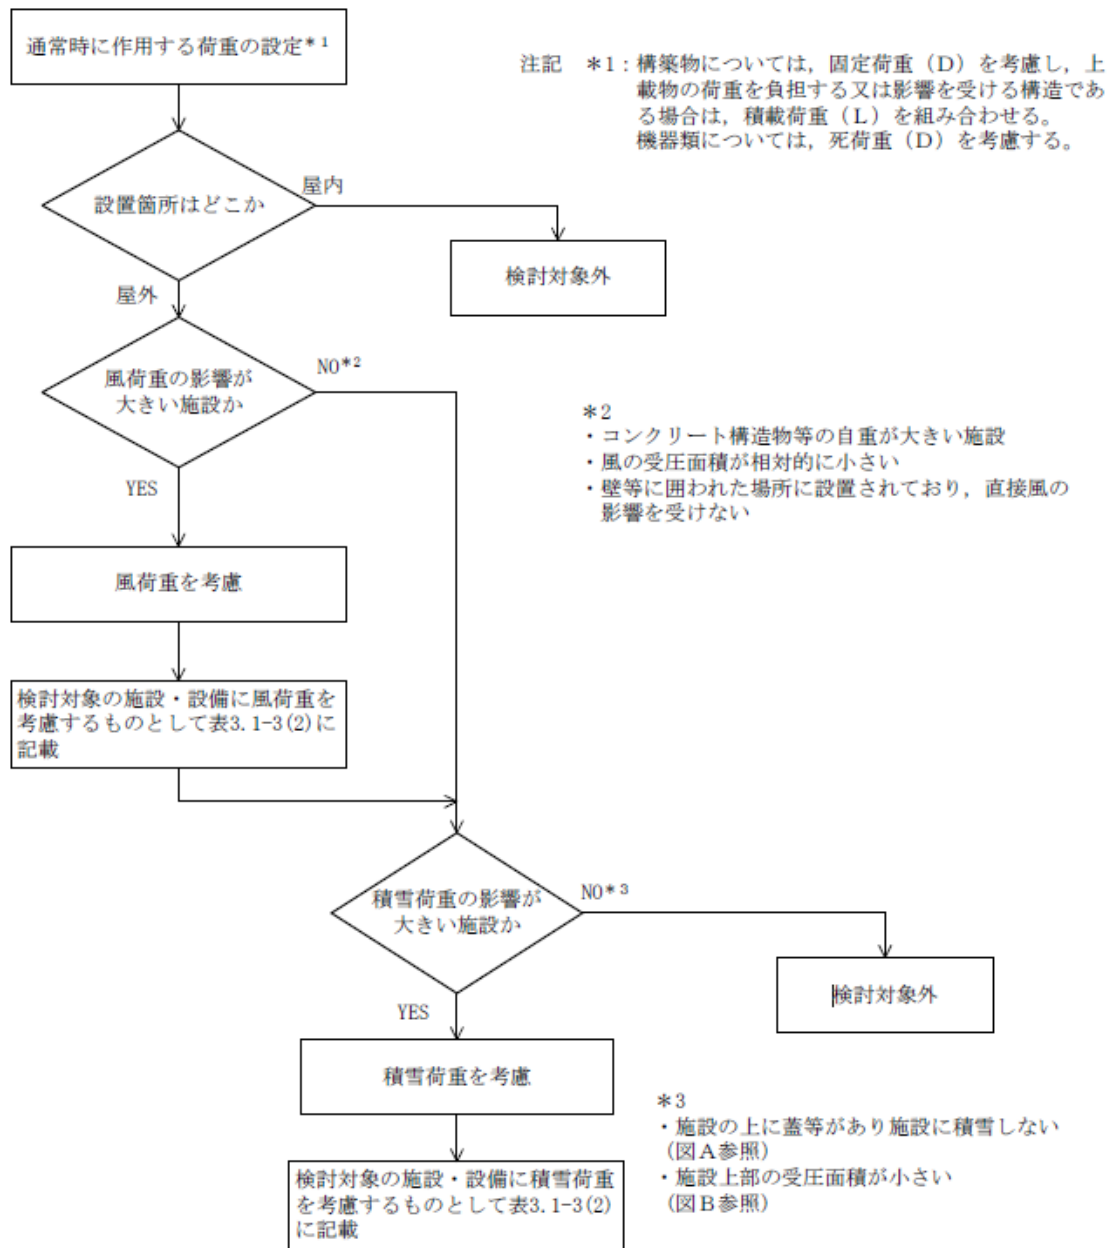 通常時に作用する荷重の設定*1
注記　*1：構築物については，固定荷重（D）を考慮し，上
載物の荷重を負担する又は影響を受ける構造であ
る場合は，積載荷重（L）を組み合わせる。
機器類については，死荷重（D）を考慮する。
設置箇所はどこか
屋内
検討対象外
屋外
風荷重の影響が
大きい施設か
NO*2
YES
*2
・コンクリート構造物等の自重が大きい施設
・風の受圧面積が相対的に小さい
・壁等に囲われた場所に設置されており，直接風の
影響を受けない
風荷重を考慮
検討対象の施設・設備に風荷重を
考慮するものとして表3.1-3(2)に
記載
積雪荷重の影響が
大きい施設か
NO*3
検討対象外
YES
積雪荷重を考慮
*3
・施設の上に蓋等があり施設に積雪しない
（図A参照）
・施設上部の受圧面積が小さい
（図B参照）
検討対象の施設・設備に積雪荷重
を考慮するものとして表3.1-3(2)
に記載